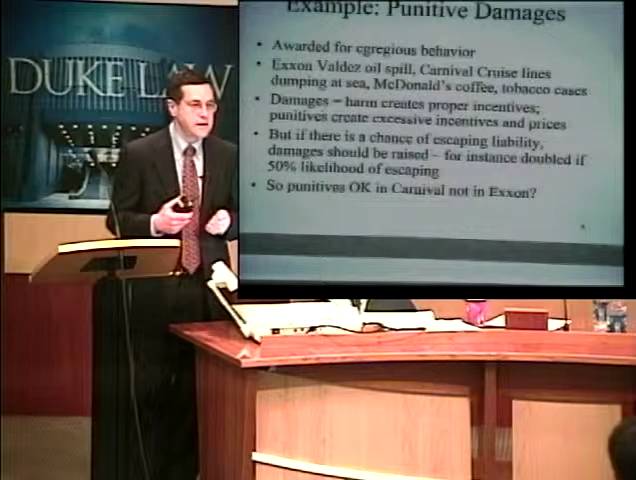 Example: Punitive Damages
DUKE LAW
• Awarded for egregious behavior
• Exxon Valdez oil spill, Carnival Cruise lines
dumping at sea, McDonald's coffee, tobacco cases
• Damages – harm creates proper incentives;
punitives create excessive incentives and prices
• But if there is a chance of escaping liability,
damages should be raised – for instance doubled if
50% likelihood of escaping
• So punitives OK in Carnival not in Exxon?